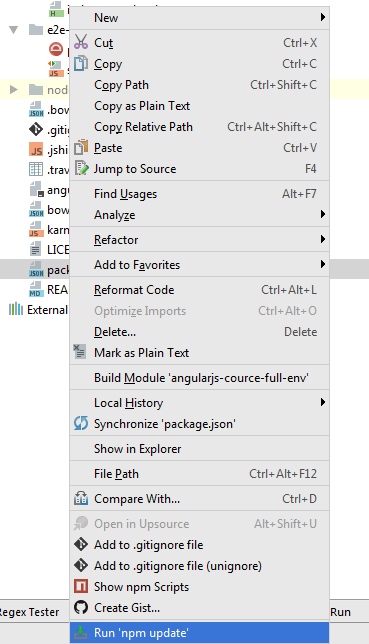 New
e2e-
Cut Ctrl+X
Copy Ctrl+C
Copy Path Ctrl+Shift+C
nod
Copy as Plain Text
.bow
Copy Relative Path Ctrl+Alt+Shift+C
.gitig
Paste Ctrl+V
.jshi
Jump to Source F4
.trav
Find Usages Alt+F7
angu
Analyze
bow
karn
Refactor
LICE
Add to Favorites
pack
Reformat Code Ctrl+Alt+L
REA
Optimize Imports Ctrl+Alt+O
External
Delete... Delete
Mark as Plain Text
Build Module 'angularjs-cource-full-env'
Local History
Synchronize 'package.json'
Show in Explorer
File Path Ctrl+Alt+F12
Compare With... Ctrl+D
Open in Upsource Alt+Shift+U
Add to .gitignore file
Add to .gitignore file (unignore)
Show npm Scripts
Create Gist...
Regex Tester
Run
Run 'npm update'